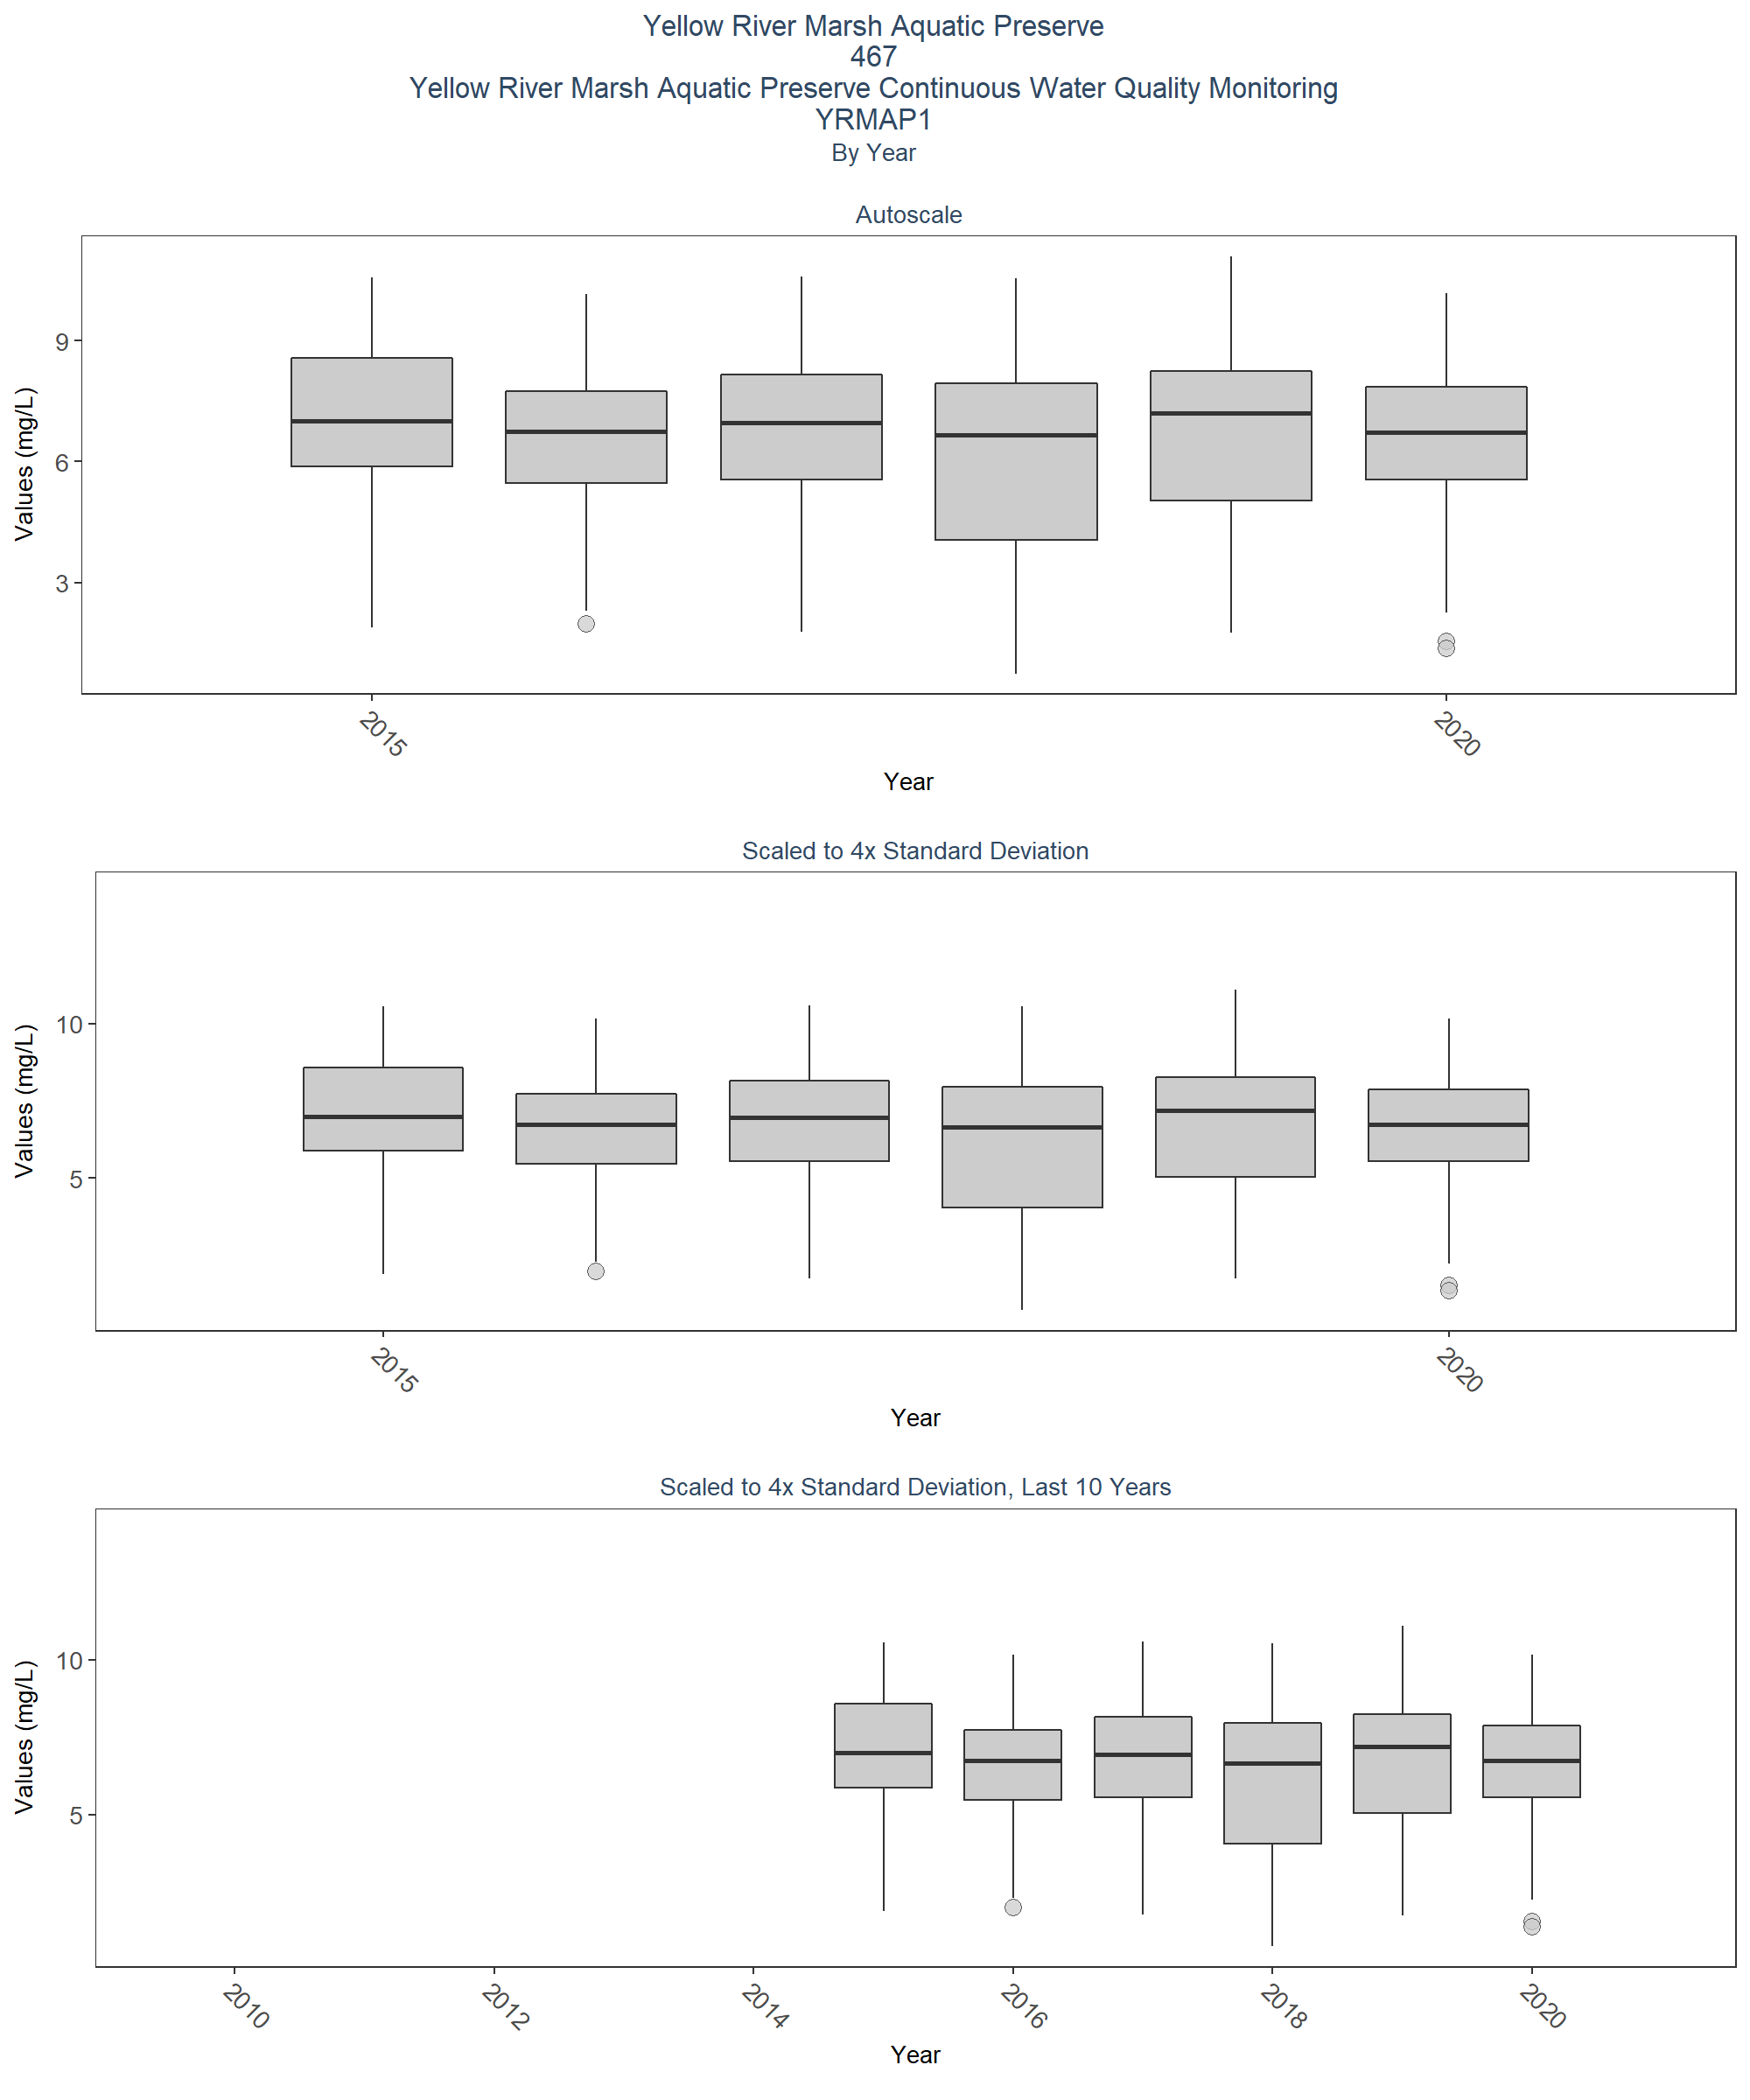 Yellow River Marsh Aquatic Preserve
467
Yellow River Marsh Aquatic Preserve Continuous Water Quality Monitoring
YRMAP1
By Year
Autoscale
Values (mg/L)
9
6
3
2015
2020
Year
Scaled to 4x Standard Deviation
Values (mg/L)
10
5
2015
2020
Year
Scaled to 4x Standard Deviation, Last 10 Years
Values (mg/L)
10
5
2010
2012
2014
2016
2018
2020
Year